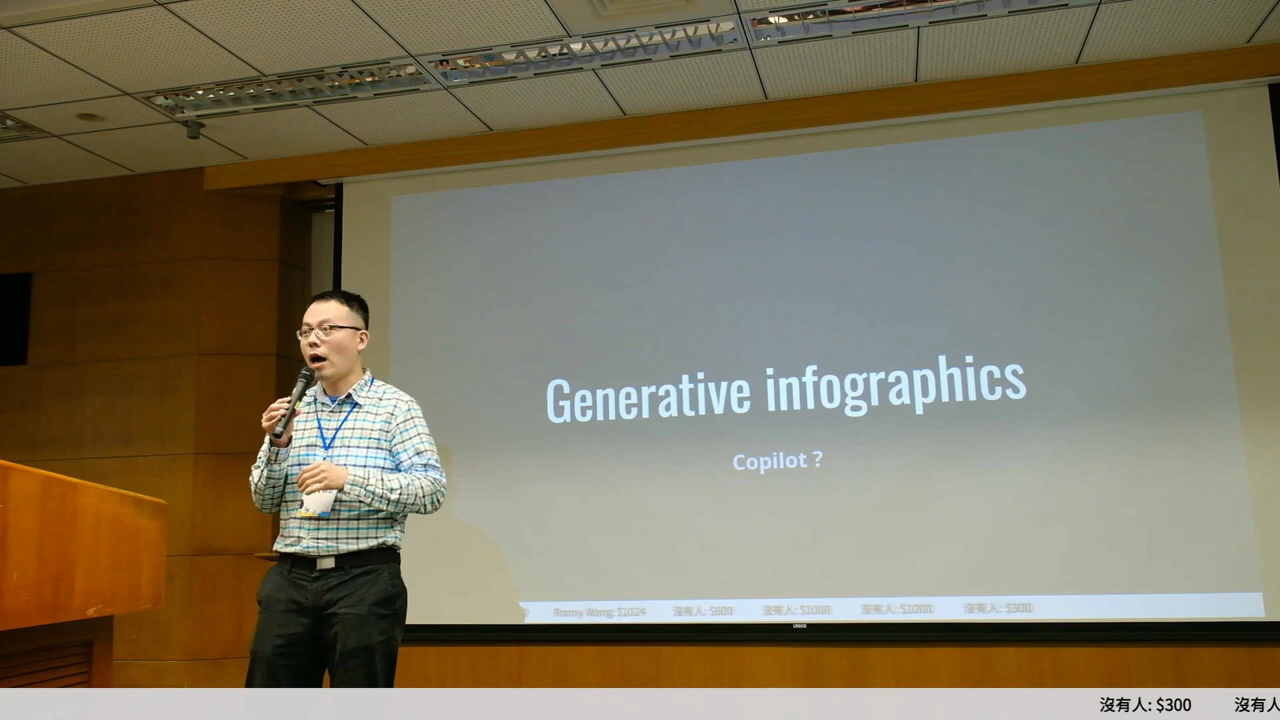 Generative infographics
Copilot ?
Ronny Wang: $1024 沒有人: $600 沒有人: $1000 沒有人: $1000 沒有人: $300
沒有人: $300 沒有人